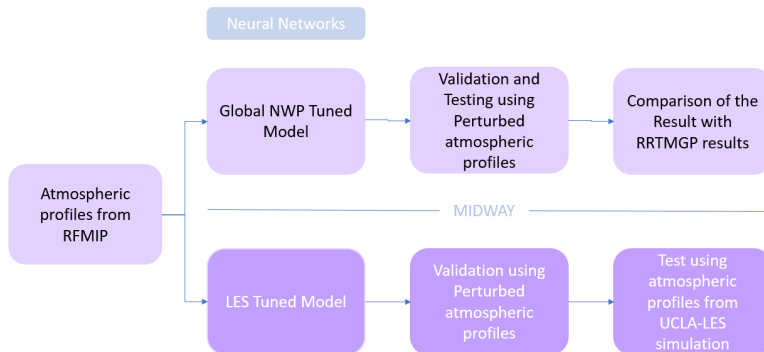 Neural Networks
Global NWP Tuned
Model
Validation and
Testing using
Perturbed
atmospheric
profiles
Comparison of the
Result with
RRTMGP results
Atmospheric
profiles from
RFMIP
MIDWAY
LES Tuned Model
Validation using
Perturbed
atmospheric
profiles
Test using
atmospheric
profiles from
UCLA-LES
simulation